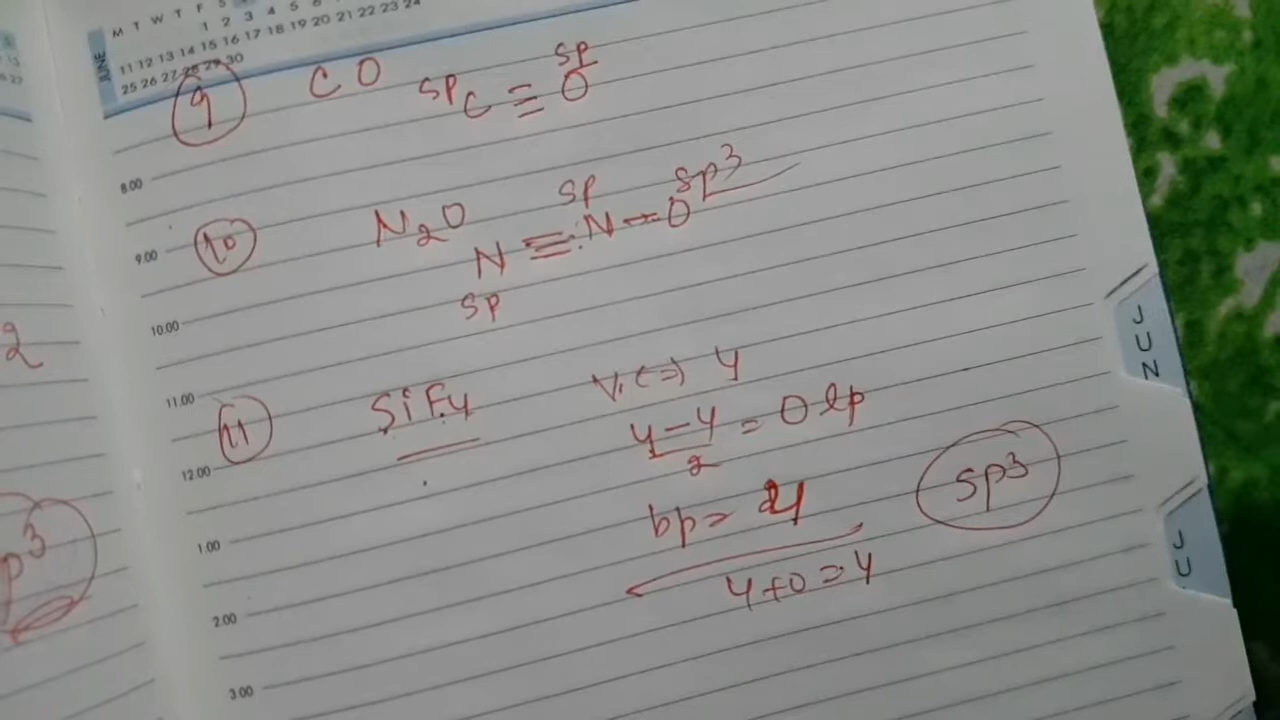 JUNE
M T W T F S
1 2 3 4 5 6
11 12 13 14 15 16 17 18 19 20 21 22 23 24
25 26 27 28 29 30
9 CO sp C ≡ O sp
8.00
10 N2O N ≡ N – O
sp sp sp3
9.00
10.00
11.00
11 SiF4 V.(e) 4
4 – 4 / 2 = 0 lp
12.00
bp = 4 sp3
1.00
4 + 0 = 4
2.00
3.00
2
p3
JUN
JU